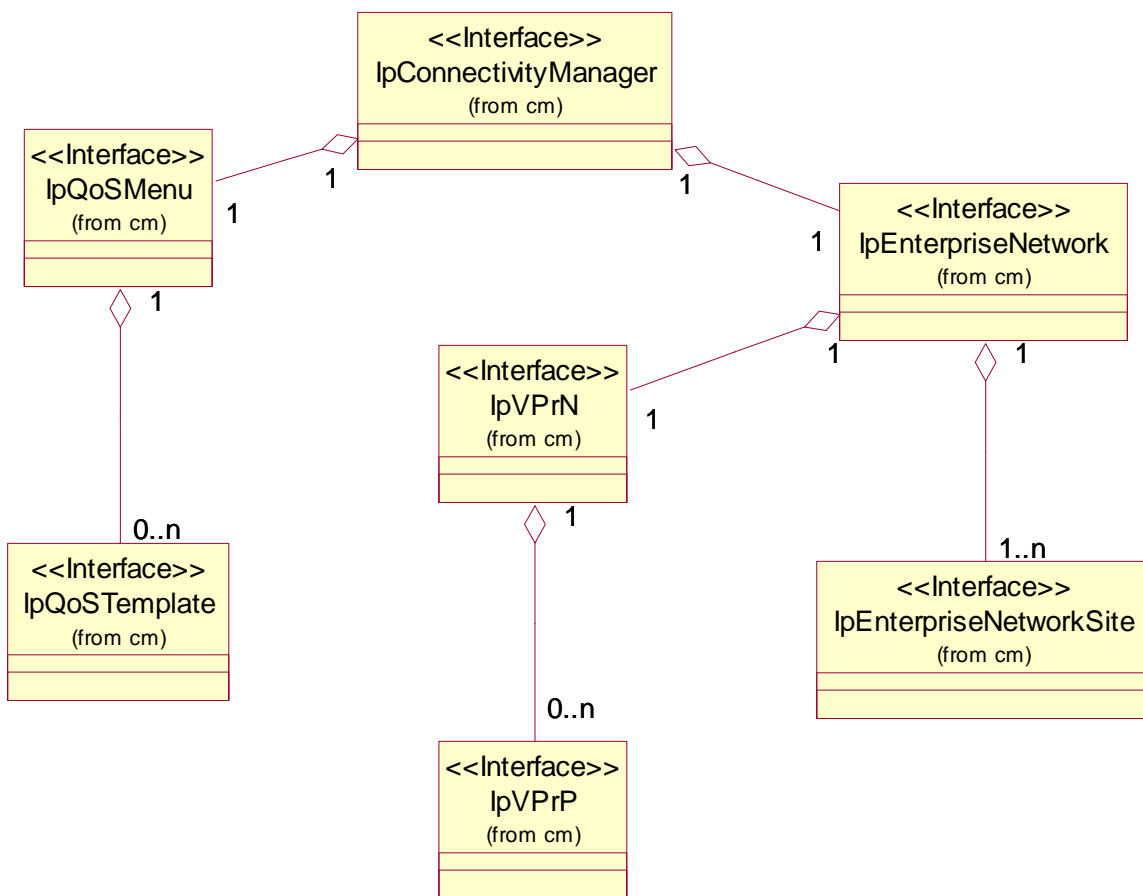 <<Interface>>
IpConnectivityManager
(from cm)
<<Interface>>
IpQoSMenu
(from cm)
1
1
1
1
<<Interface>>
IpEnterpriseNetwork
(from cm)
1
1
1
1
<<Interface>>
IpVPrN
(from cm)
1
0..n
<<Interface>>
IpQoSTemplate
(from cm)
1..n
<<Interface>>
IpEnterpriseNetworkSite
(from cm)
0..n
<<Interface>>
IpVPrP
(from cm)